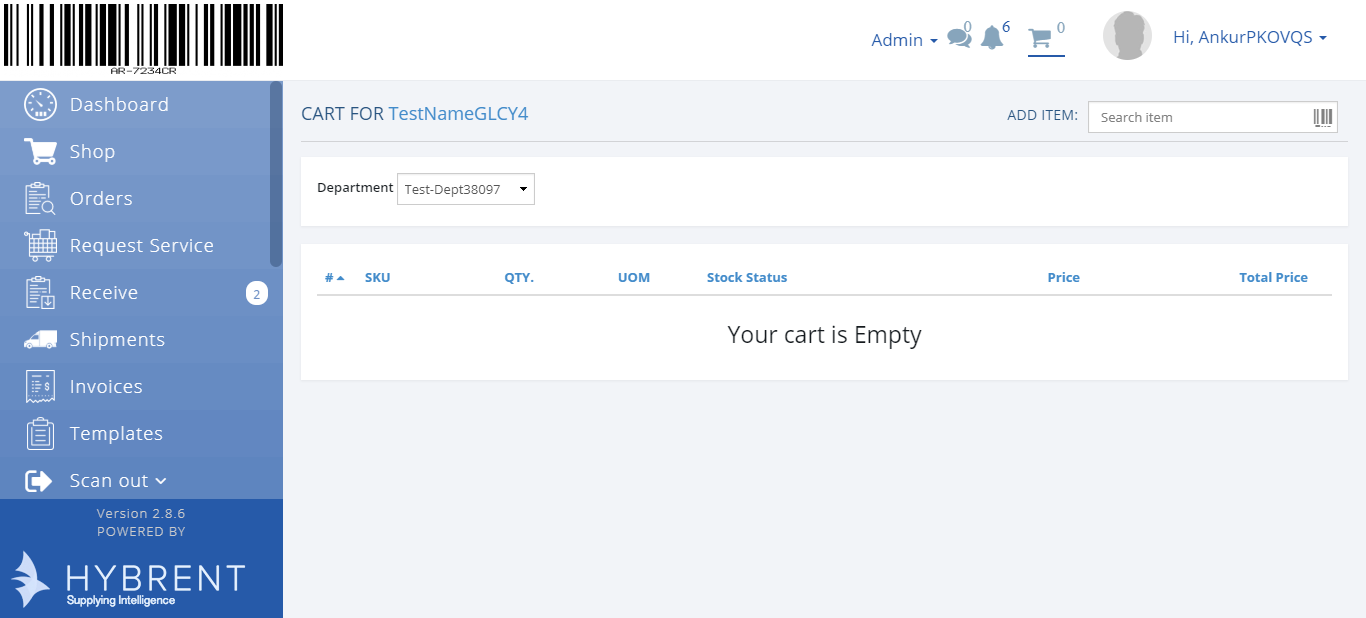 AR-7234CR
Admin 0 6 0 Hi, AnkurPKOVQS
Dashboard
Shop
Orders
Request Service
Receive 2
Shipments
Invoices
Templates
Scan out
Version 2.8.6
POWERED BY
HYBRENT
Supplying Intelligence
CART FOR TestNameGLCY4
ADD ITEM: Search item
Department Test-Dept38097
# SKU QTY. UOM Stock Status Price Total Price
Your cart is Empty